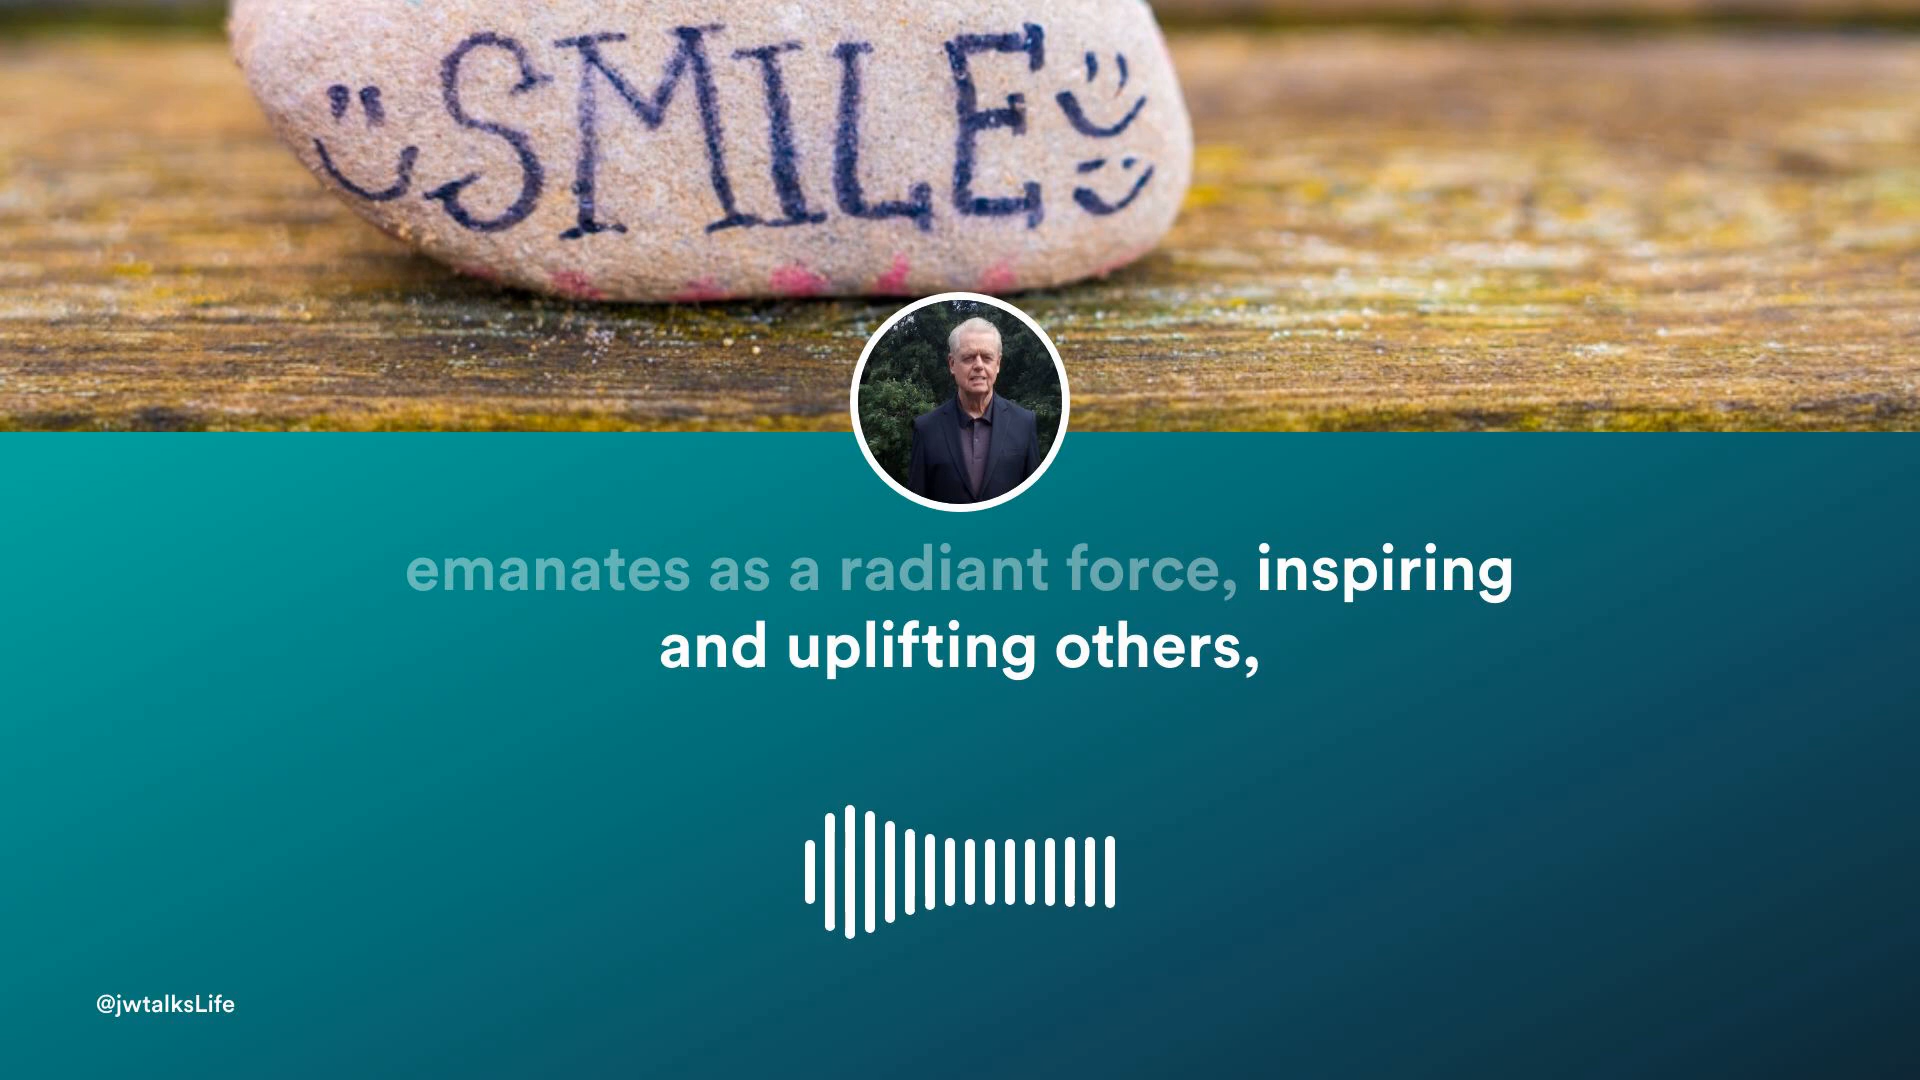 SMILE
emanates as a radiant force, inspiring
and uplifting others,
@jwtalksLife